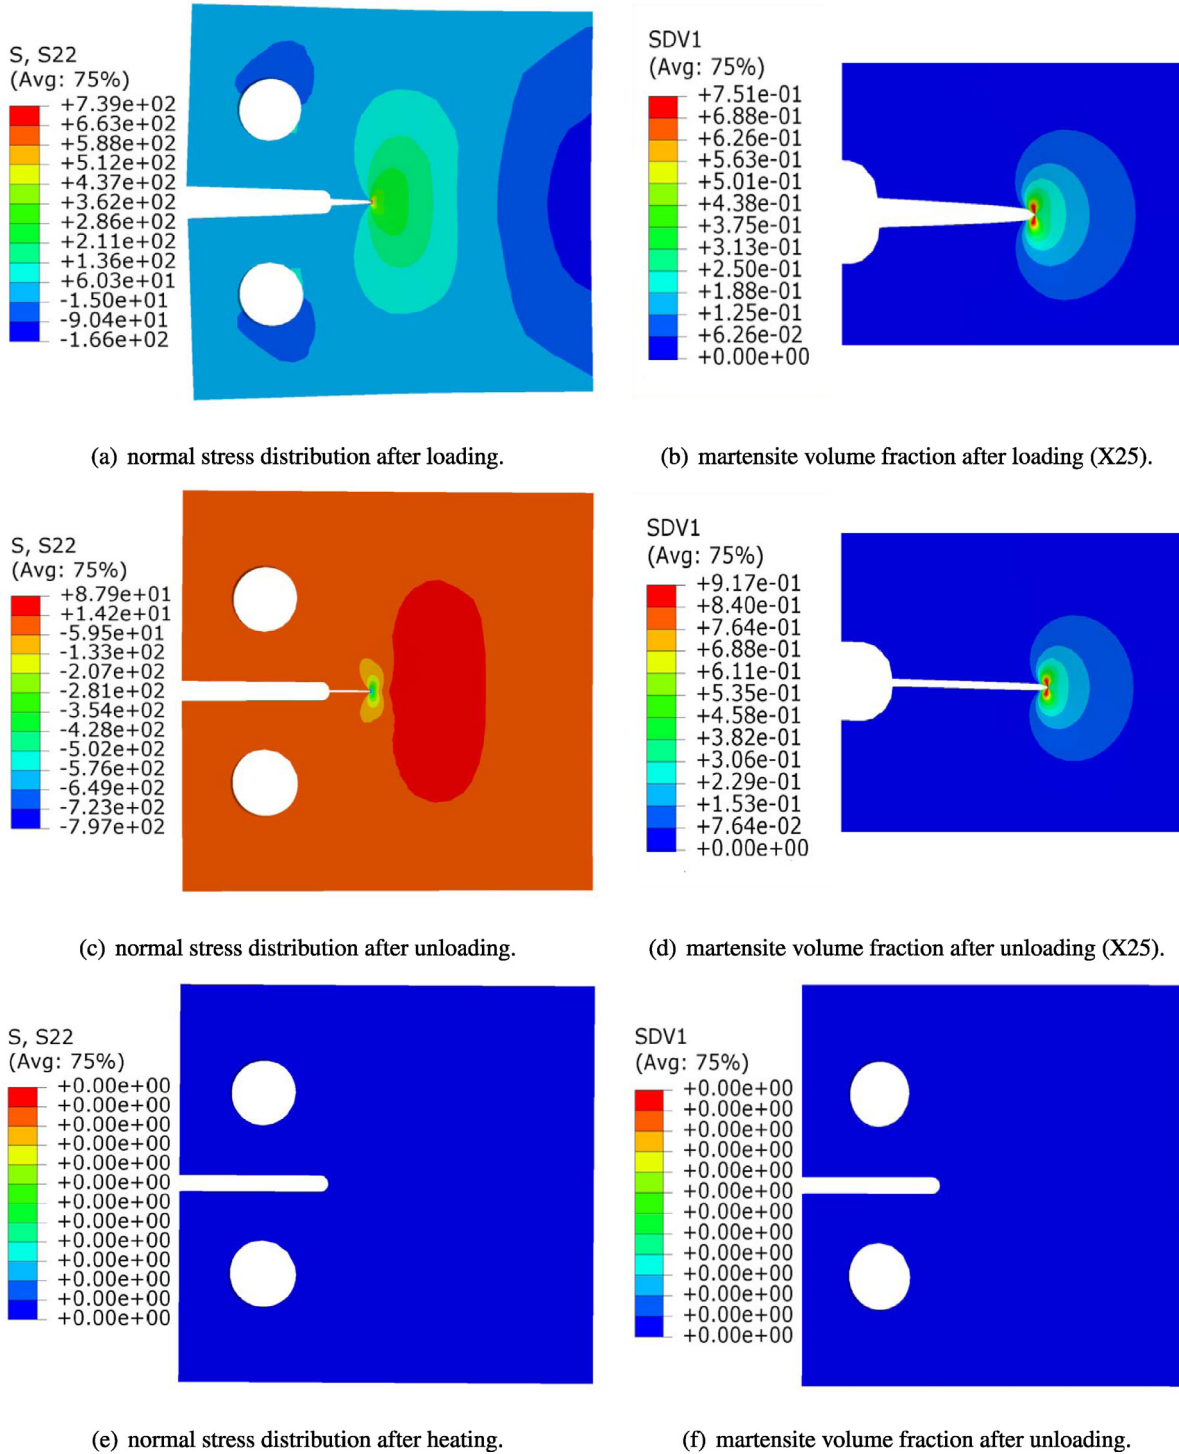 S, S22
(Avg: 75%)
+7.39e+02
+6.63e+02
+5.88e+02
+5.12e+02
+4.37e+02
+3.62e+02
+2.86e+02
+2.11e+02
+1.36e+02
+6.03e+01
-1.50e+01
-9.04e+01
-1.66e+02
SDV1
(Avg: 75%)
+7.51e-01
+6.88e-01
+6.26e-01
+5.63e-01
+5.01e-01
+4.38e-01
+3.75e-01
+3.13e-01
+2.50e-01
+1.88e-01
+1.25e-01
+6.26e-02
+0.00e+00
(a) normal stress distribution after loading.
(b) martensite volume fraction after loading (X25).
S, S22
(Avg: 75%)
+8.79e+01
+1.42e+01
-5.95e+01
-1.33e+02
-2.07e+02
-2.81e+02
-3.54e+02
-4.28e+02
-5.02e+02
-5.76e+02
-6.49e+02
-7.23e+02
-7.97e+02
SDV1
(Avg: 75%)
+9.17e-01
+8.40e-01
+7.64e-01
+6.88e-01
+6.11e-01
+5.35e-01
+4.58e-01
+3.82e-01
+3.06e-01
+2.29e-01
+1.53e-01
+7.64e-02
+0.00e+00
(c) normal stress distribution after unloading.
(d) martensite volume fraction after unloading (X25).
S, S22
(Avg: 75%)
+0.00e+00
+0.00e+00
+0.00e+00
+0.00e+00
+0.00e+00
+0.00e+00
+0.00e+00
+0.00e+00
+0.00e+00
+0.00e+00
+0.00e+00
+0.00e+00
+0.00e+00
SDV1
(Avg: 75%)
+0.00e+00
+0.00e+00
+0.00e+00
+0.00e+00
+0.00e+00
+0.00e+00
+0.00e+00
+0.00e+00
+0.00e+00
+0.00e+00
+0.00e+00
+0.00e+00
+0.00e+00
(e) normal stress distribution after heating.
(f) martensite volume fraction after unloading.